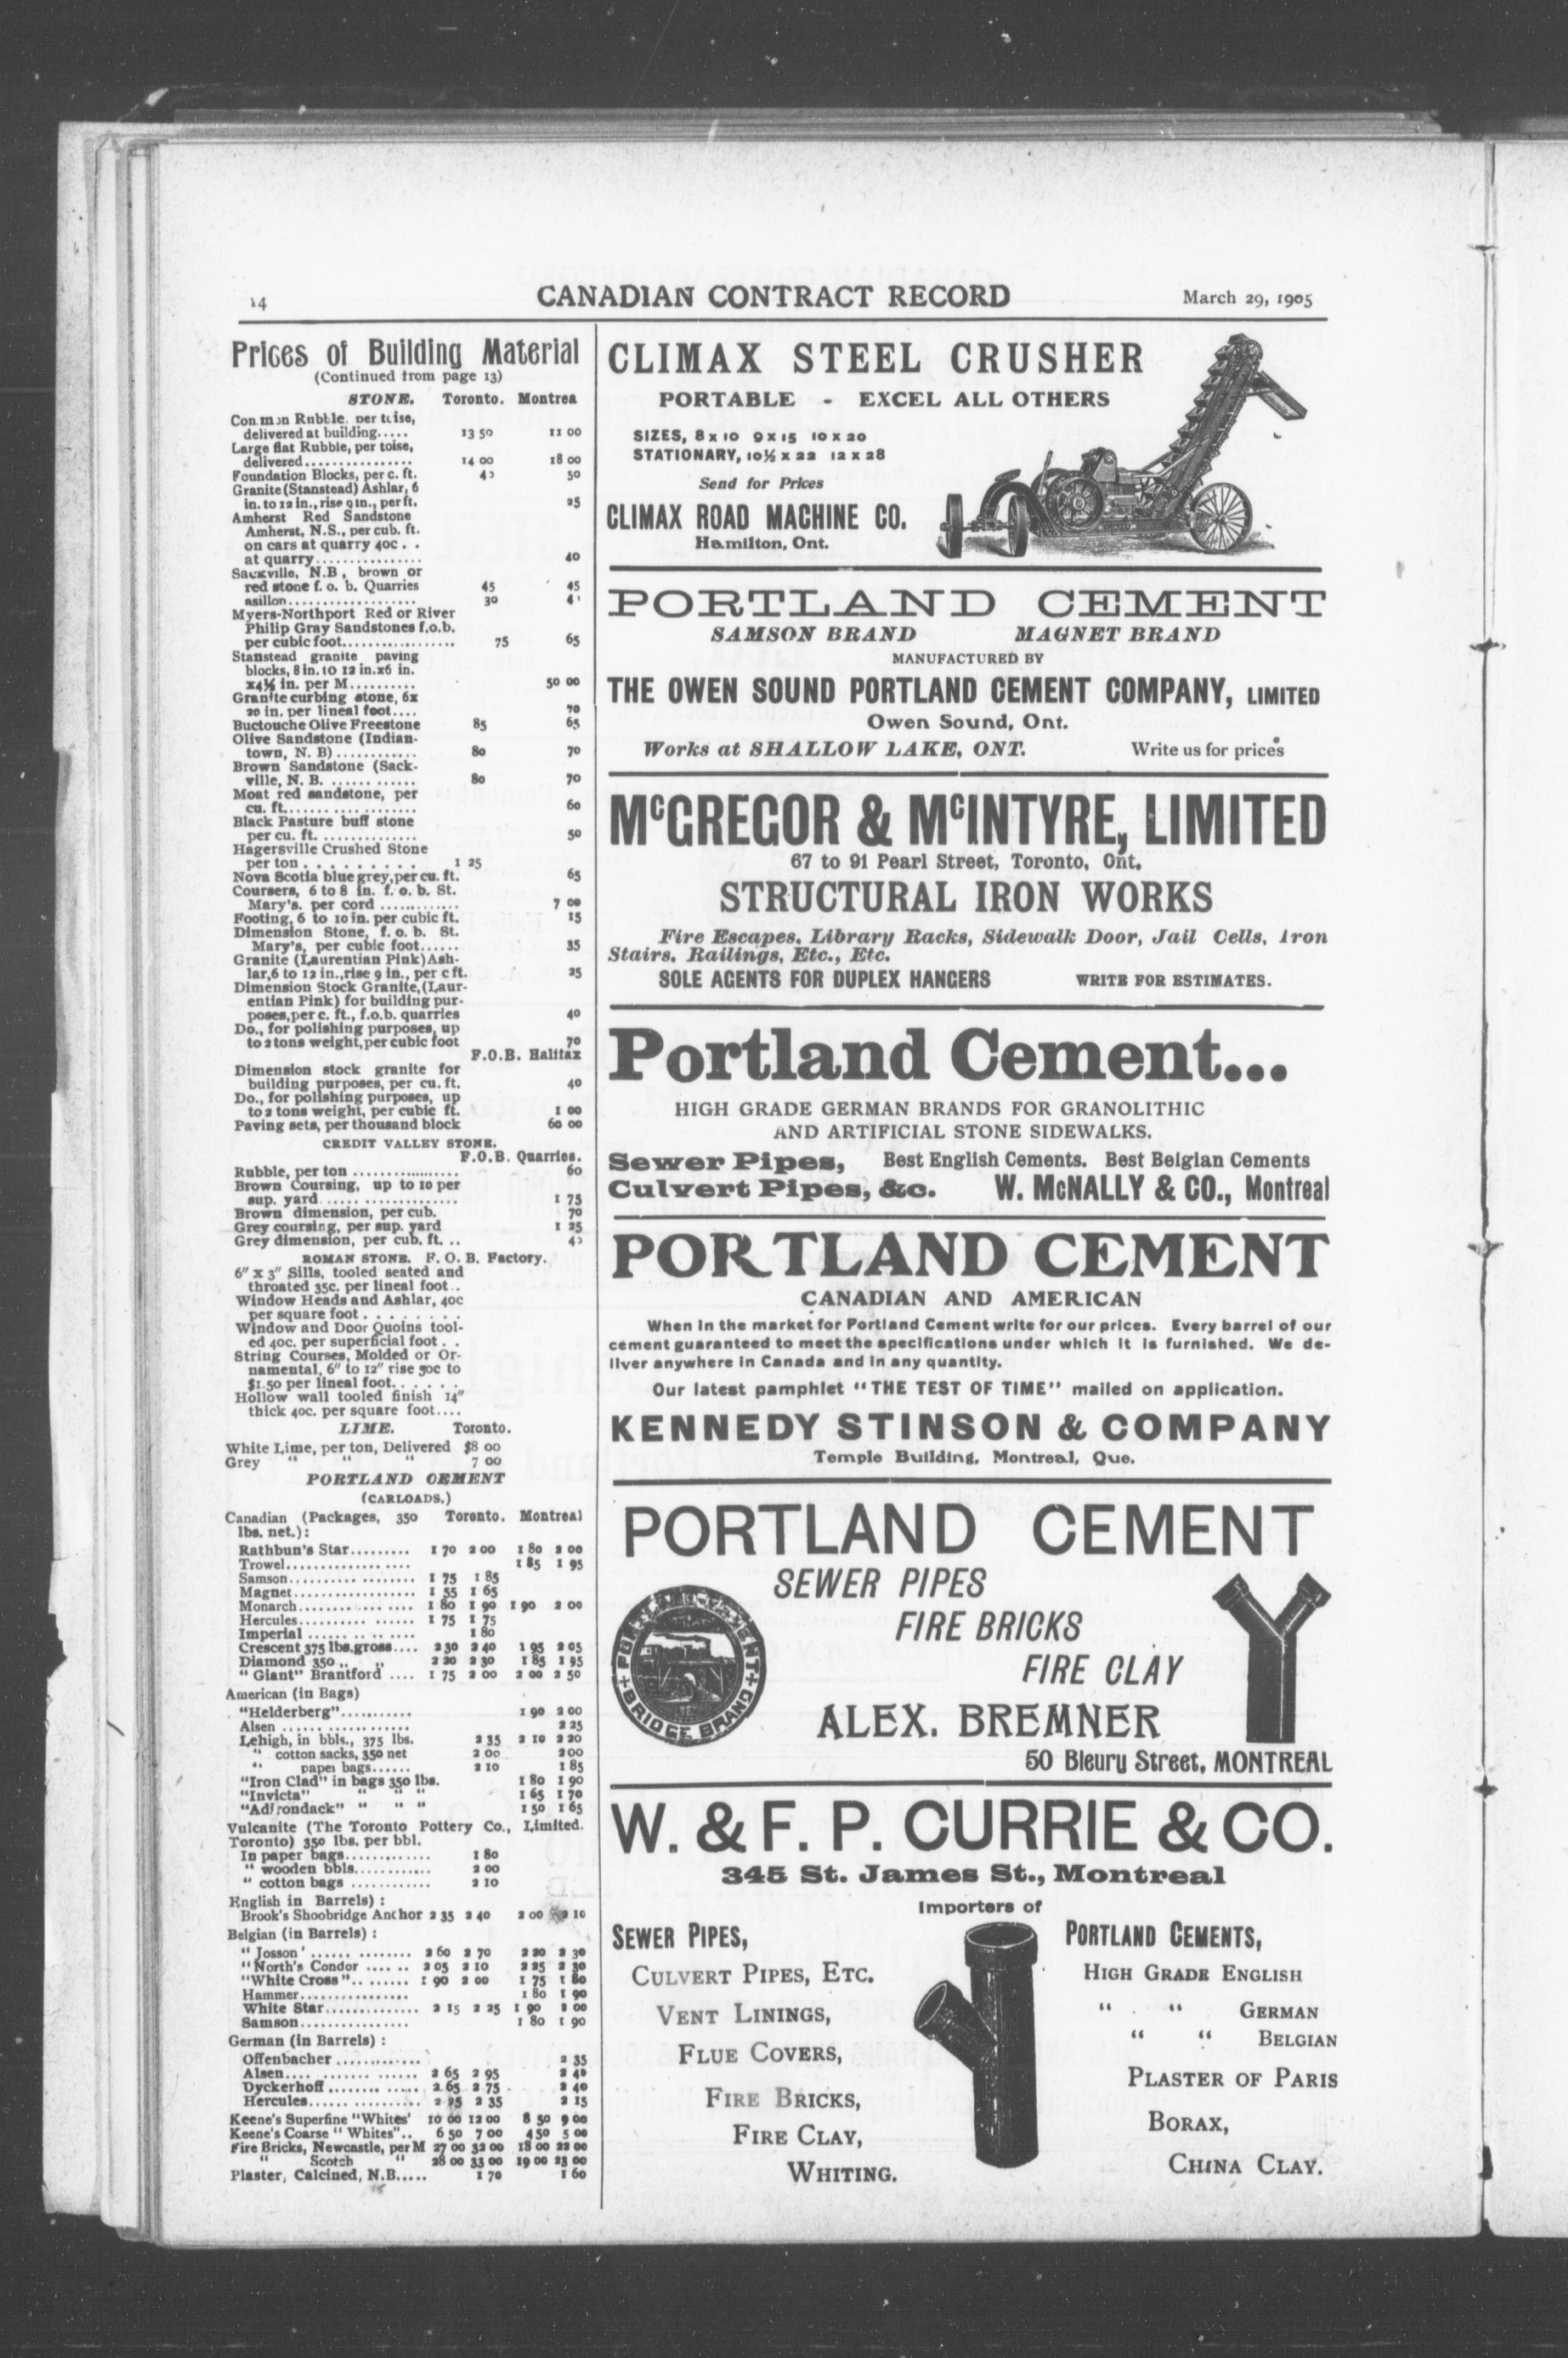 14
CANADIAN CONTRACT RECORD
March 29, 1905
Prices of Building Material
(Continued from page 13)
STONE. Toronto. Montrea
Common Rubble, per toise,
delivered at building..... 13 50 11 00
Large flat Rubble, per toise,
delivered................ 14 00 18 00
Foundation Blocks, per c. ft. 50
Granite (Stanstead) Ashlar, 6
in. to 12 in., rise 9 in., per ft. 25
Amherst Red Sandstone
Amherst, N.S., per cub. ft.
on cars at quarry 40c . .
at quarry................ 40
Sackville, N.B, brown or
red stone f. o. b. Quarries 45 45
asillon................... 30
Myers-Northport Red or River
Philip Gray Sandstones f.o.b.
per cubic foot.................. 75 65
Stanstead granite paving
blocks, 8 in. to 12 in.x6 in.
x4½ in. per M.......... 50 00
Granite curbing stone, 6x
20 in. per lineal foot.... 70
Buctouche Olive Freestone 85 65
Olive Sandstone (Indian-
town, N. B)............ 80 70
Brown Sandstone (Sack-
ville, N. B. ............ 80 70
Moat red sandstone, per
cu. ft.................... 60
Black Pasture buff stone
per cu. ft. .............. 50
Hagersville Crushed Stone
per ton . . . . . . . . . 1 25
Nova Scotia blue grey, per cu. ft. 65
Coursers, 6 to 8 in. f. o. b. St.
Mary's. per cord ............ 7 00
Footing, 6 to 10 in. per cubic ft. 15
Dimension Stone, f. o. b. St.
Mary's, per cubic foot...... 35
Granite (Laurentian Pink) Ash-
lar, 6 to 12 in., rise 9 in., per c ft. 25
Dimension Stock Granite, (Laur-
entian Pink) for building pur-
poses, per c. ft., f.o.b. quarries 40
Do., for polishing purposes, up
to 2 tons weight, per cubic foot 70
F.O.B. Halifax
Dimension stock granite for
building purposes, per cu. ft. 40
Do., for polishing purposes, up
to 2 tons weight, per cubic ft. 1 00
Paving sets, per thousand block 60 00
CREDIT VALLEY STONE.
F.O.B. Quarries.
Rubble, per ton ................. 60
Brown Coursing, up to 10 per
sup. yard.................... 1 75
Brown dimension, per cub. 70
Grey coursing, per sup. yard 1 25
Grey dimension, per cub. ft. ..
ROMAN STONE. F. O. B. Factory.
6" x 3" Sills, tooled seated and
throated 35c. per lineal foot..
Window Heads and Ashlar, 40c
per square foot . . . . . . . .
Window and Door Quoins tool-
ed 40c. per superficial foot . .
String Courses, Molded or Or-
namental, 6" to 12" rise 50c to
$1.50 per lineal foot. . . . . .
Hollow wall tooled finish 14"
thick 40c. per square foot....
LIME. Toronto.
White Lime, per ton, Delivered $8 00
Grey " " " 7 00
PORTLAND CEMENT
(CARLOADS.)
Canadian (Packages, 350 Toronto. Montreal
lbs. net.):
Rathbun's Star......... 1 70 2 00 1 80 2 00
Trowel.................. 1 85 1 95
Samson.................. 1 75 1 85
Magnet.................. 1 55 1 65
Monarch................. 1 80 1 90 1 90 2 00
Hercules................. 1 75 1 75
Imperial ................ 1 80
Crescent 375 lbs. gross.... 2 30 2 40 1 95 2 05
Diamond 350 ,, ,, 2 20 2 30 1 85 1 95
"Giant" Brantford .... 1 75 2 00 2 00 2 50
American (in Bags)
"Helderberg"........... 1 90 2 00
Alsen .................. 2 25
Lehigh, in bbls., 375 lbs. 2 35 2 10 2 20
" cotton sacks, 350 net 2 00 2 00
" paper bags...... 2 10 1 85
"Iron Clad" in bags 350 lbs. 1 80 1 90
"Invicta" " " " 1 65 1 70
"Adirondack" " " " 1 50 1 65
Vulcanite (The Toronto Pottery Co., Limited.
Toronto) 350 lbs. per bbl.
In paper bags............. 1 80
" wooden bbls............ 2 00
" cotton bags ............ 2 10
English in Barrels) :
Brook's Shoobridge Anchor 2 35 2 40 2 00 2 10
Belgian (in Barrels) :
"Josson' ............... 2 60 2 70 2 20 2 30
"North's Condor ...... 2 05 2 10 2 25 2 30
"White Cross"........ 1 90 2 00 1 75 1 80
Hammer................ 1 80 1 90
White Star.............. 2 15 2 25 1 90 2 00
Samson................ 1 80 1 90
German (in Barrels) :
Offenbacher ............. 2 35
Alsen.................... 2 65 2 95 2 40
Dyckerhoff .............. 2 65 2 75 2 40
Hercules................. 2 25 2 35 2 15
Keene's Superfine "Whites' 10 00 12 00 8 50 9 00
Keene's Coarse " Whites".. 6 50 7 00 4 50 5 00
Fire Bricks, Newcastle, per M 27 00 32 00 18 00 22 00
" Scotch " 28 00 33 00 19 00 23 00
Plaster, Calcined, N.B..... 1 70 1 60
CLIMAX STEEL CRUSHER
PORTABLE - EXCEL ALL OTHERS
SIZES, 8 x 10 9 x 15 10 x 20
STATIONARY, 10½ x 22 12 x 28
Send for Prices
CLIMAX ROAD MACHINE CO.
Hamilton, Ont.
PORTLAND CEMENT
SAMSON BRAND MAGNET BRAND
MANUFACTURED BY
THE OWEN SOUND PORTLAND CEMENT COMPANY, LIMITED
Owen Sound, Ont.
Works at SHALLOW LAKE, ONT. Write us for prices
McGREGOR & McINTYRE, LIMITED
67 to 91 Pearl Street, Toronto, Ont.
STRUCTURAL IRON WORKS
Fire Escapes, Library Racks, Sidewalk Door, Jail Cells, Iron
Stairs, Railings, Etc., Etc.
SOLE AGENTS FOR DUPLEX HANGERS WRITE FOR ESTIMATES.
Portland Cement...
HIGH GRADE GERMAN BRANDS FOR GRANOLITHIC
AND ARTIFICIAL STONE SIDEWALKS.
Sewer Pipes, Best English Cements. Best Belgian Cements
Culvert Pipes, &c. W. McNALLY & CO., Montreal
PORTLAND CEMENT
CANADIAN AND AMERICAN
When in the market for Portland Cement write for our prices. Every barrel of our
cement guaranteed to meet the specifications under which it is furnished. We de-
liver anywhere in Canada and in any quantity.
Our latest pamphlet "THE TEST OF TIME" mailed on application.
KENNEDY STINSON & COMPANY
Temple Building, Montreal, Que.
PORTLAND CEMENT
SEWER PIPES
FIRE BRICKS
FIRE CLAY
PORTLAND CEMENT
BRIDGE BRAND
ALEX. BREMNER
50 Bleury Street, MONTREAL
W. & F. P. CURRIE & CO.
345 St. James St., Montreal
Importers of
SEWER PIPES,
CULVERT PIPES, ETC.
VENT LININGS,
FLUE COVERS,
FIRE BRICKS,
FIRE CLAY,
WHITING.
PORTLAND CEMENTS,
HIGH GRADE ENGLISH
" " GERMAN
" " BELGIAN
PLASTER OF PARIS
BORAX,
CHINA CLAY.